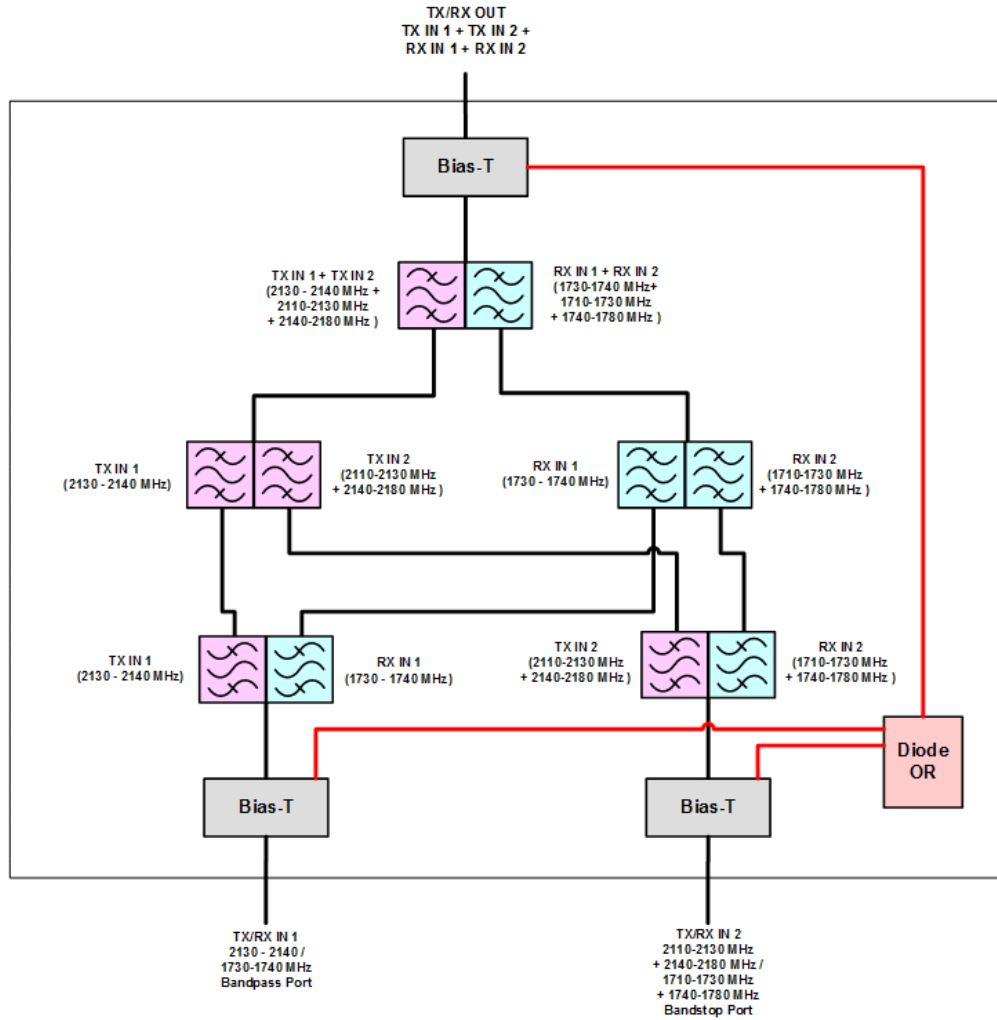 TX/RX OUT
TX IN 1 + TX IN 2 +
RX IN 1 + RX IN 2
Bias-T
TX IN 1 + TX IN 2
(2130 - 2140 MHz +
2110-2130 MHz
+ 2140-2180 MHz )
RX IN 1 + RX IN 2
(1730-1740 MHz+
1710-1730 MHz
+ 1740-1780 MHz )
TX IN 1
(2130 - 2140 MHz)
TX IN 2
(2110-2130 MHz
+ 2140-2180 MHz )
RX IN 1
(1730 - 1740 MHz)
RX IN 2
(1710-1730 MHz
+ 1740-1780 MHz )
TX IN 1
(2130 - 2140 MHz)
RX IN 1
(1730 - 1740 MHz)
TX IN 2
(2110-2130 MHz
+ 2140-2180 MHz )
RX IN 2
(1710-1730 MHz
+ 1740-1780 MHz )
Diode
OR
Bias-T
Bias-T
TX/RX IN 1
2130 - 2140 /
1730-1740 MHz
Bandpass Port
TX/RX IN 2
2110-2130 MHz
+ 2140-2180 MHz /
1710-1730 MHz
+ 1740-1780 MHz
Bandstop Port